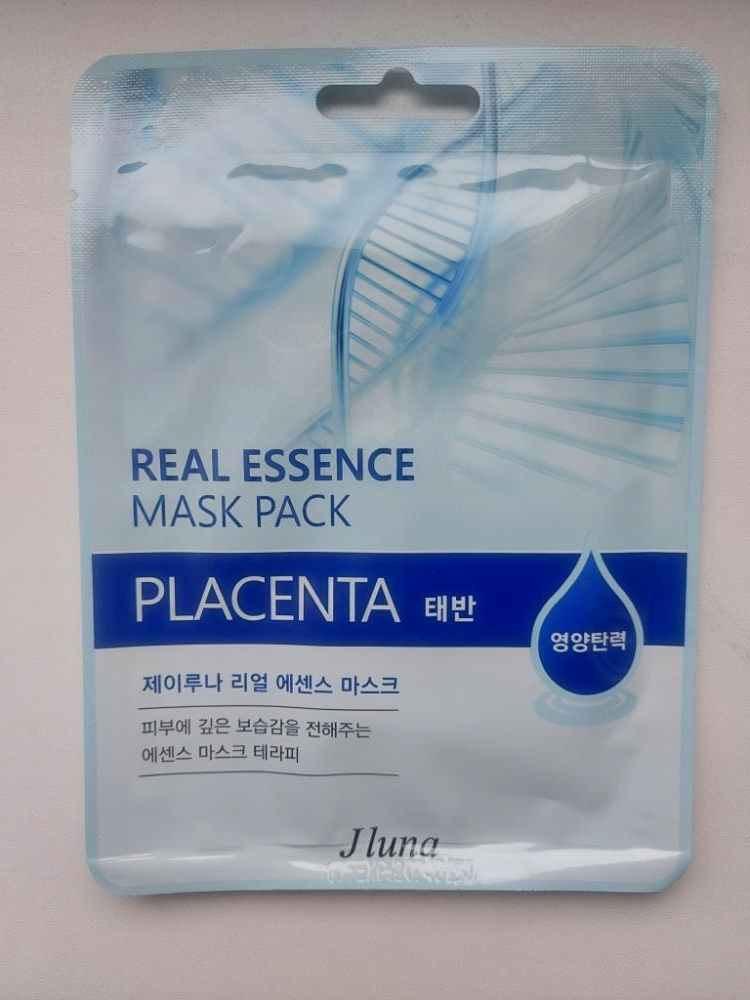 REAL ESSENCE
MASK PACK
PLACENTA 태반
영양탄력
제이루나 리얼 에센스 마스크
피부에 깊은 보습감을 전해주는
에센스 마스크 테라피
Jluna